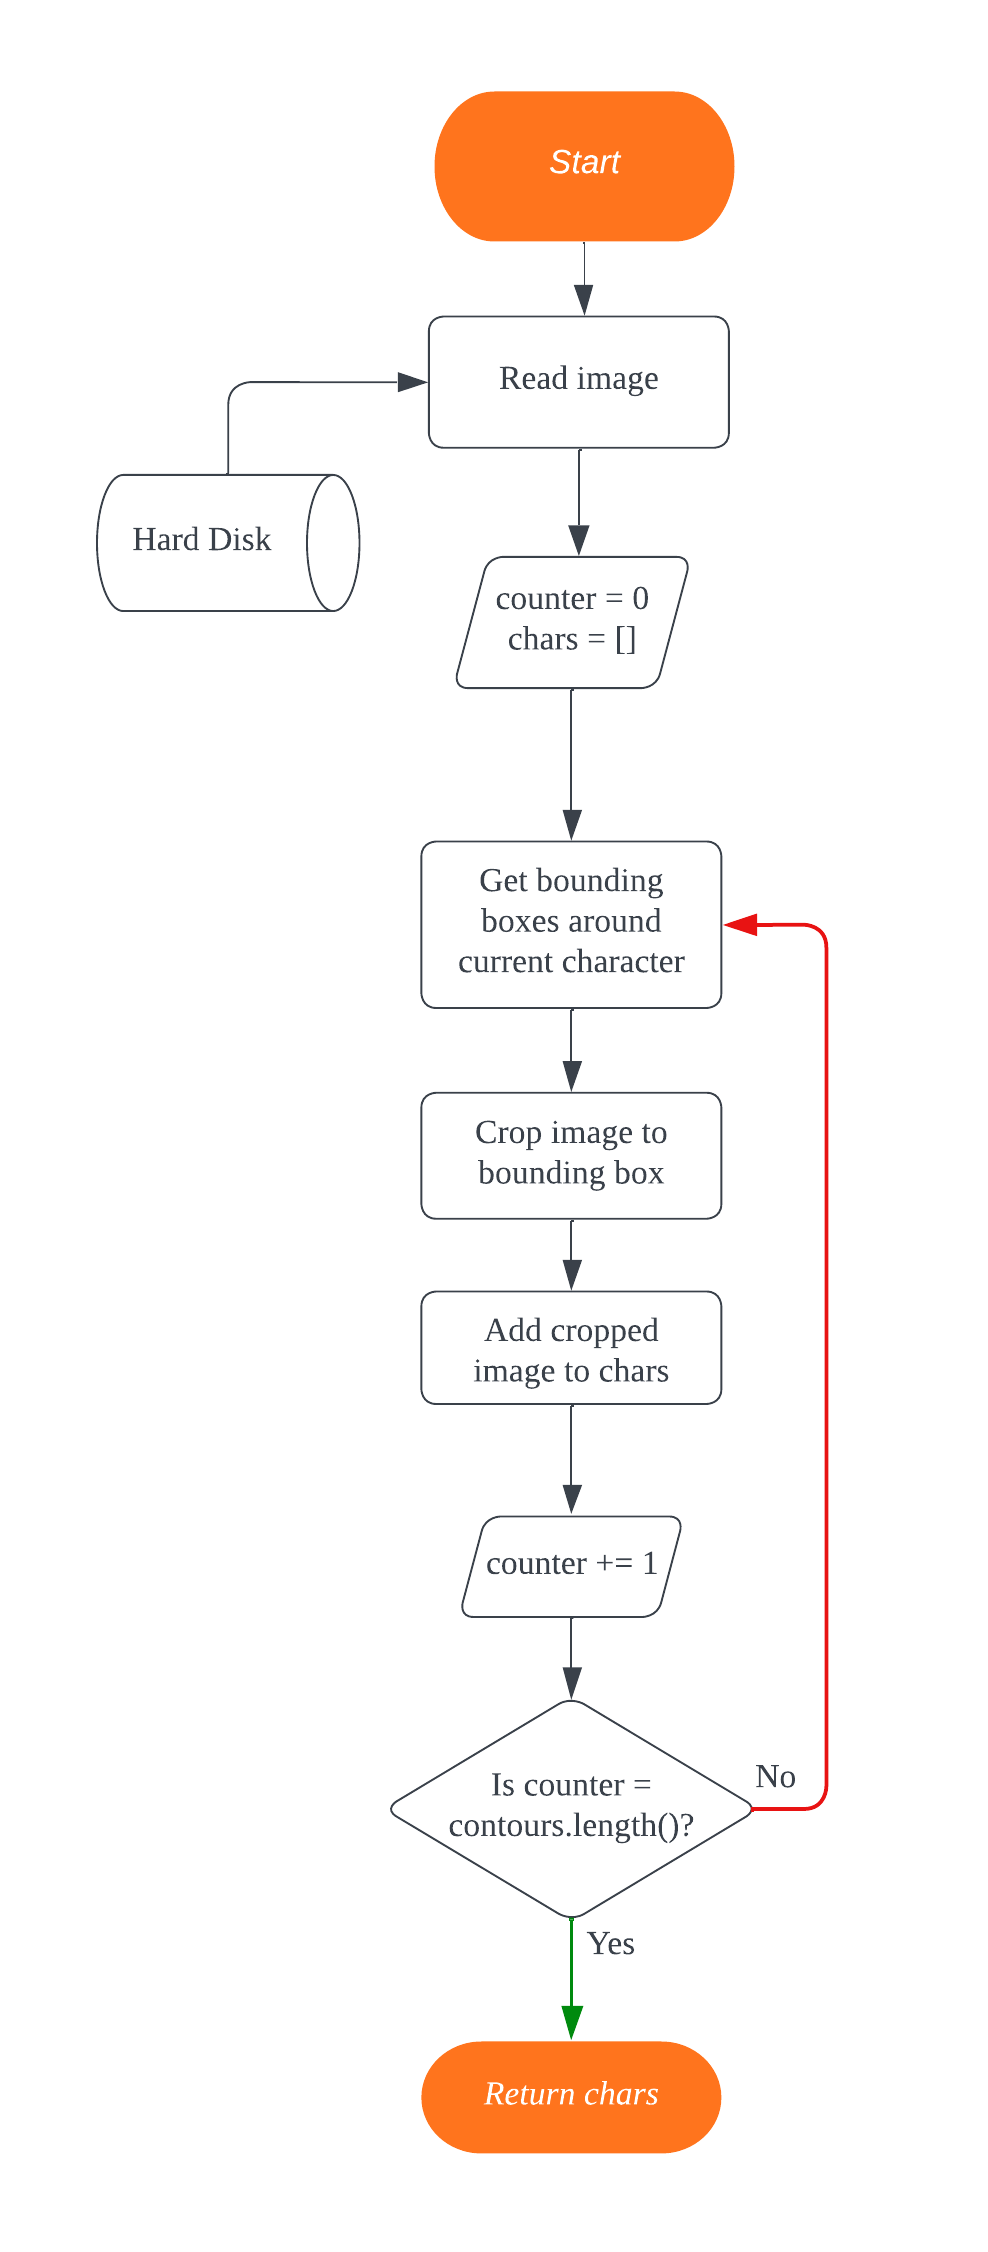 Start
Read image
Hard Disk
counter = 0
chars = []
Get bounding
boxes around
current character
Crop image to
bounding box
Add cropped
image to chars
counter += 1
Is counter =
contours.length()?
No
Yes
Return chars